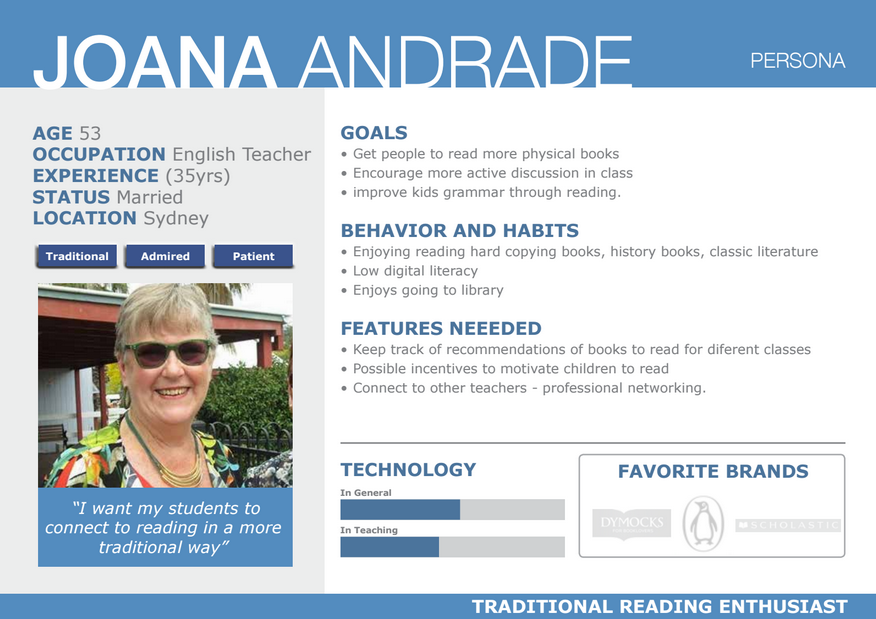 JOANA ANDRADE
PERSONA
AGE 53
OCCUPATION English Teacher
EXPERIENCE (35yrs)
STATUS Married
LOCATION Sydney
Traditional Admired Patient
“I want my students to
connect to reading in a more
traditional way”
GOALS
• Get people to read more physical books
• Encourage more active discussion in class
• improve kids grammar through reading.
BEHAVIOR AND HABITS
• Enjoying reading hard copying books, history books, classic literature
• Low digital literacy
• Enjoys going to library
FEATURES NEEEDED
• Keep track of recommendations of books to read for diferent classes
• Possible incentives to motivate children to read
• Connect to other teachers - professional networking.
TECHNOLOGY
In General
In Teaching
FAVORITE BRANDS
DYMOCKS
SCHOLASTIC
TRADITIONAL READING ENTHUSIAST